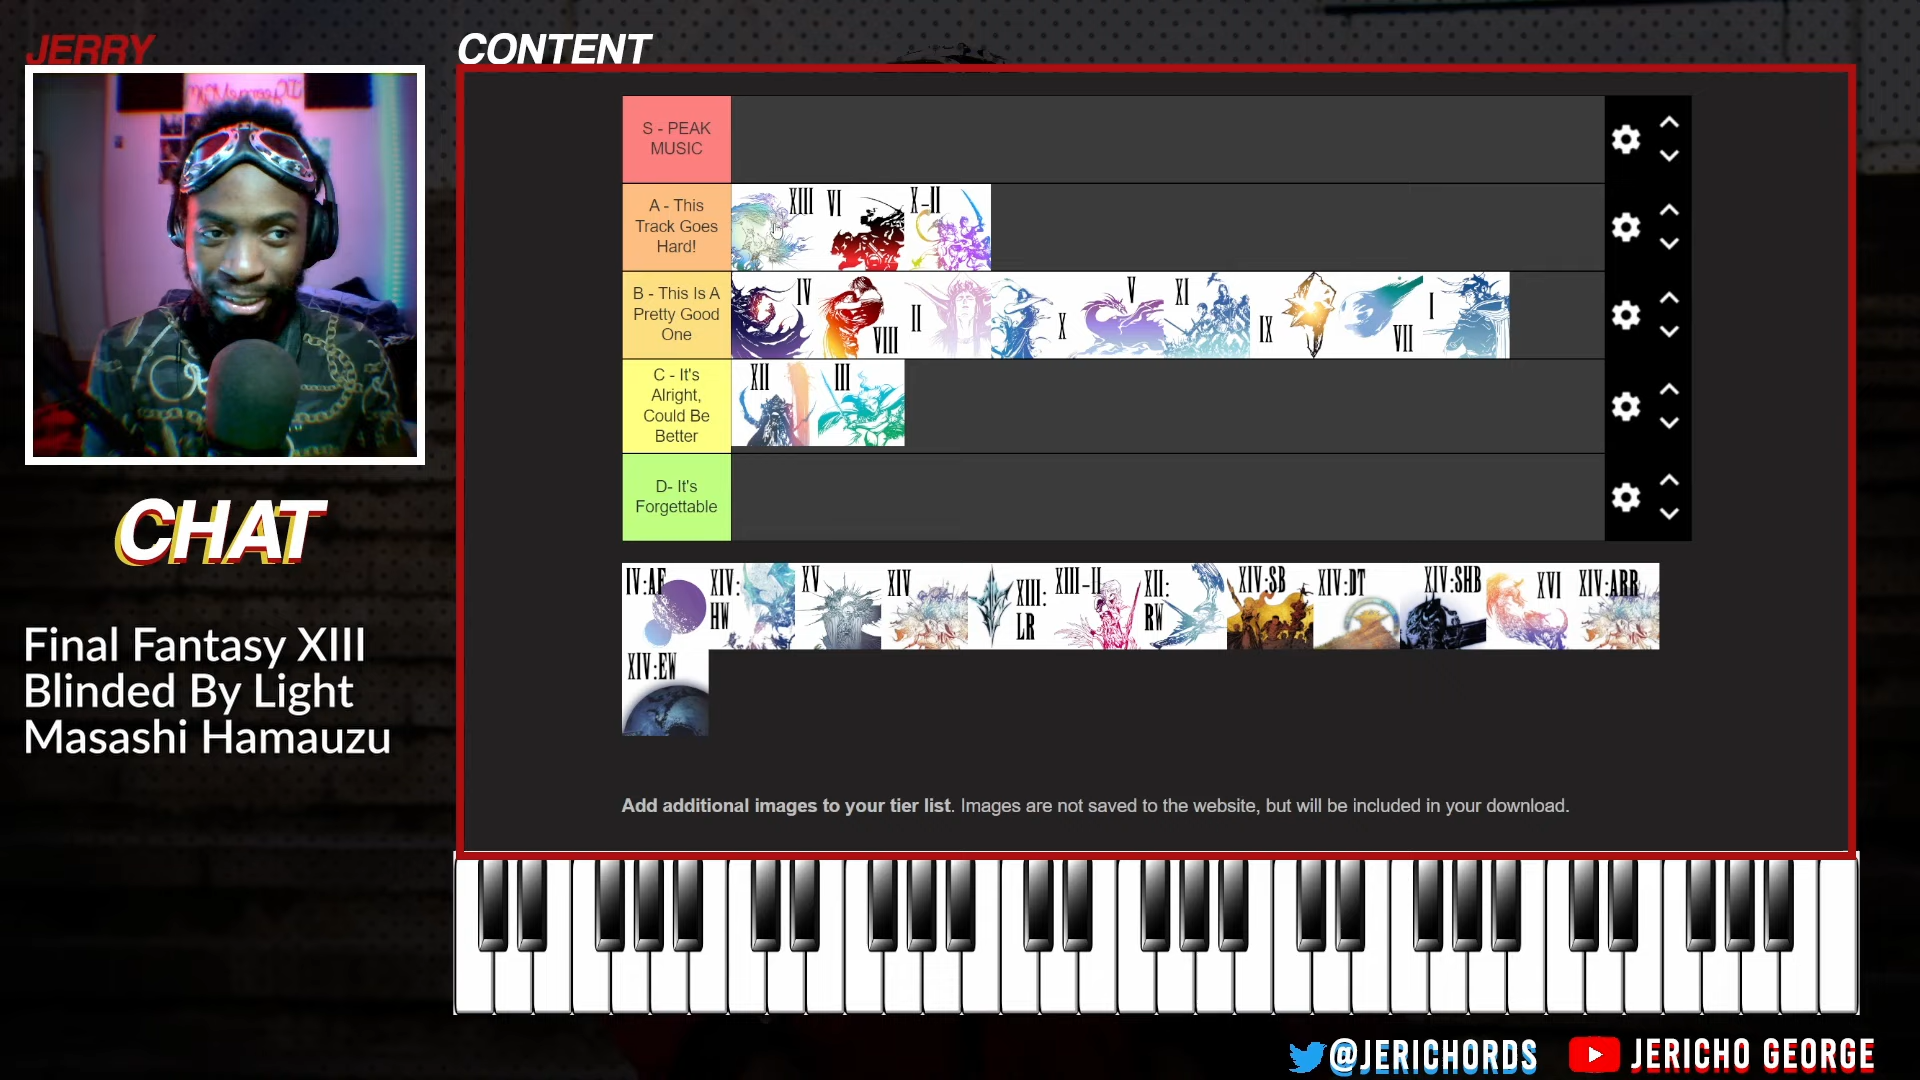 JERRY
CONTENT
S - PEAK
MUSIC
A - This
Track Goes
Hard!
XIII VI X-II
B - This Is A
Pretty Good
One
IV VIII II X V XI IX VII I
C - It's
Alright,
Could Be
Better
XII III
D- It's
Forgettable
CHAT
Final Fantasy XIII
Blinded By Light
Masashi Hamauzu
IV:AF XIV:HW XV XIV XIII:LR XIII-II XII:RW XIV:SB XIV:DT XIV:SHB XVI XIV:ARR
XIV:EW
Add additional images to your tier list. Images are not saved to the website, but will be included in your download.
@JERICHORDS JERICHO GEORGE